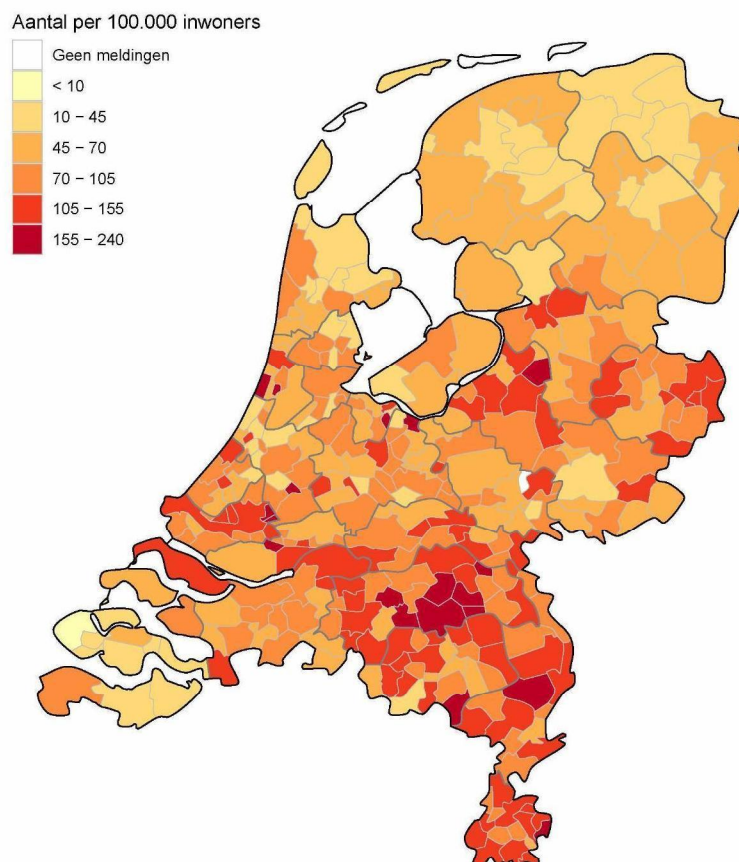 Aantal per 100.000 inwoners
Geen meldingen
< 10
10 − 45
45 − 70
70 − 105
105 − 155
155 − 240